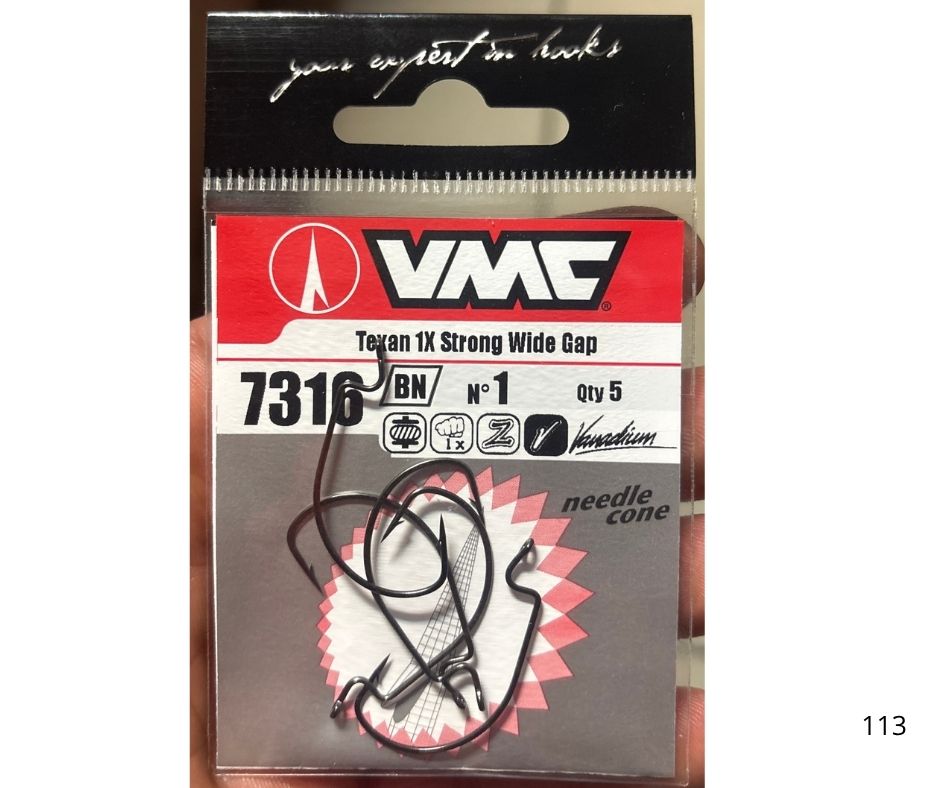 your expert in hooks
VMC®
Texan 1X Strong Wide Gap
7316 BN N° 1 Qty 5
1x Z V Vanadium
needle
cone
113